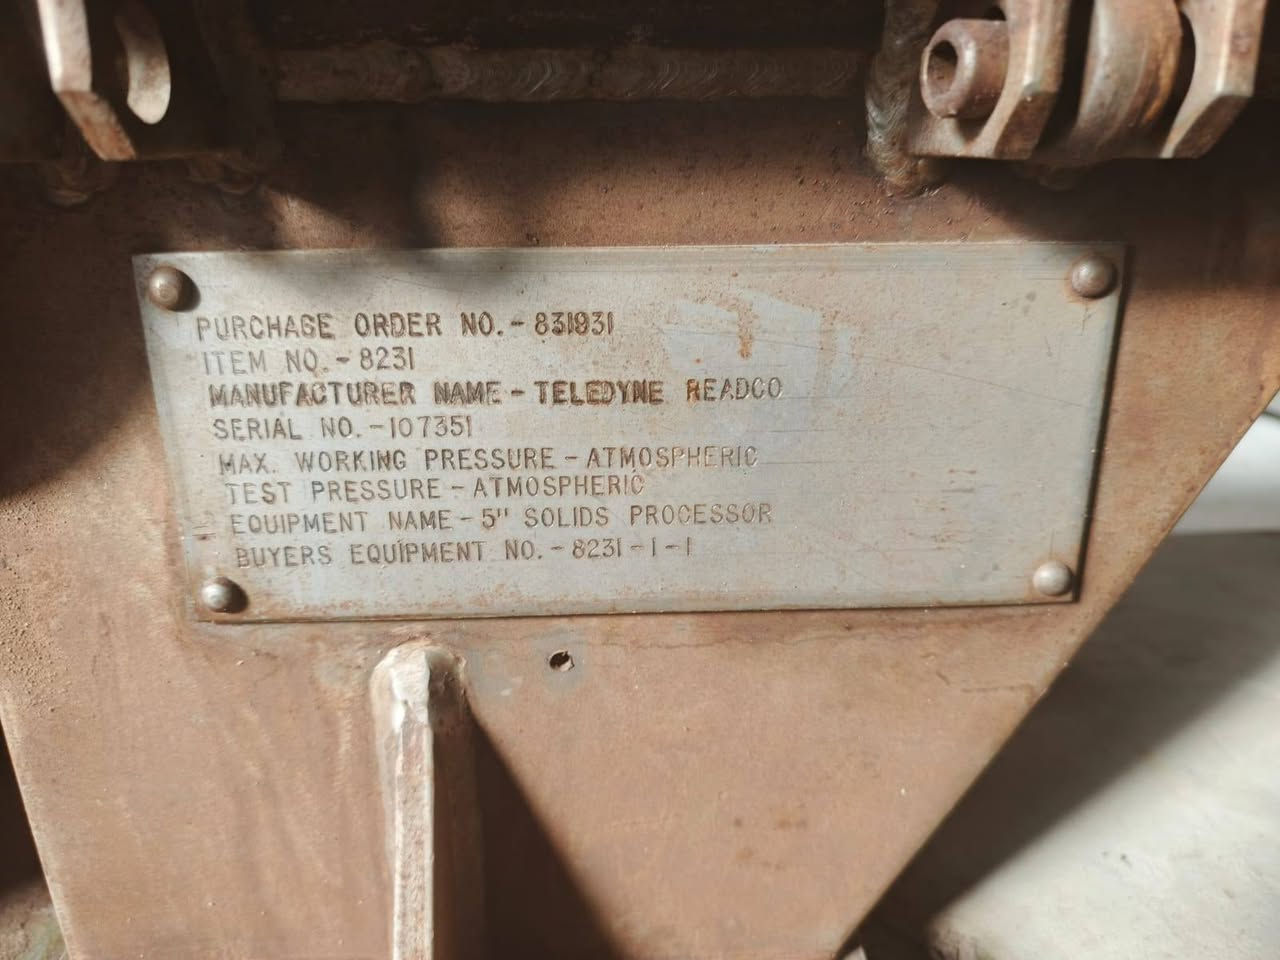 PURCHASE ORDER NO.-831931
ITEM NO.-8231
MANUFACTURER NAME-TELEDYNE READCO
SERIAL NO.-107351
MAX. WORKING PRESSURE-ATMOSPHERIC
TEST PRESSURE-ATMOSPHERIC
EQUIPMENT NAME-5" SOLIDS PROCESSOR
BUYERS EQUIPMENT NO.-8231-1-1